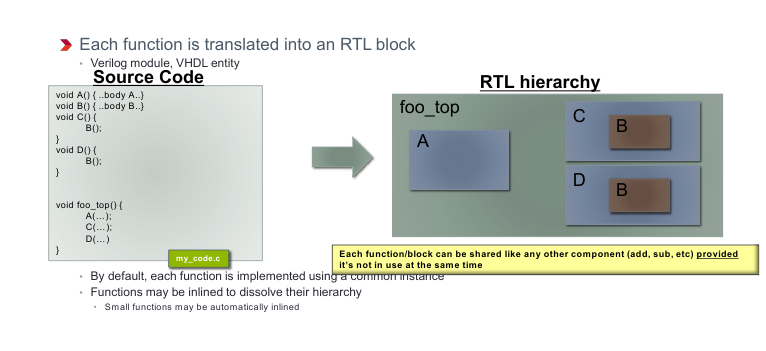 Each function is translated into an RTL block
Verilog module, VHDL entity
Source Code
void A() { ..body A..}
void B() { ..body B..}
void C() {
B();
}
void D() {
B();
}
void foo_top() {
A(...);
C(...);
D(...)
}
my_code.c
RTL hierarchy
foo_top
A
C
B
D
B
Each function/block can be shared like any other component (add, sub, etc) provided
it's not in use at the same time
By default, each function is implemented using a common instance
Functions may be inlined to dissolve their hierarchy
Small functions may be automatically inlined